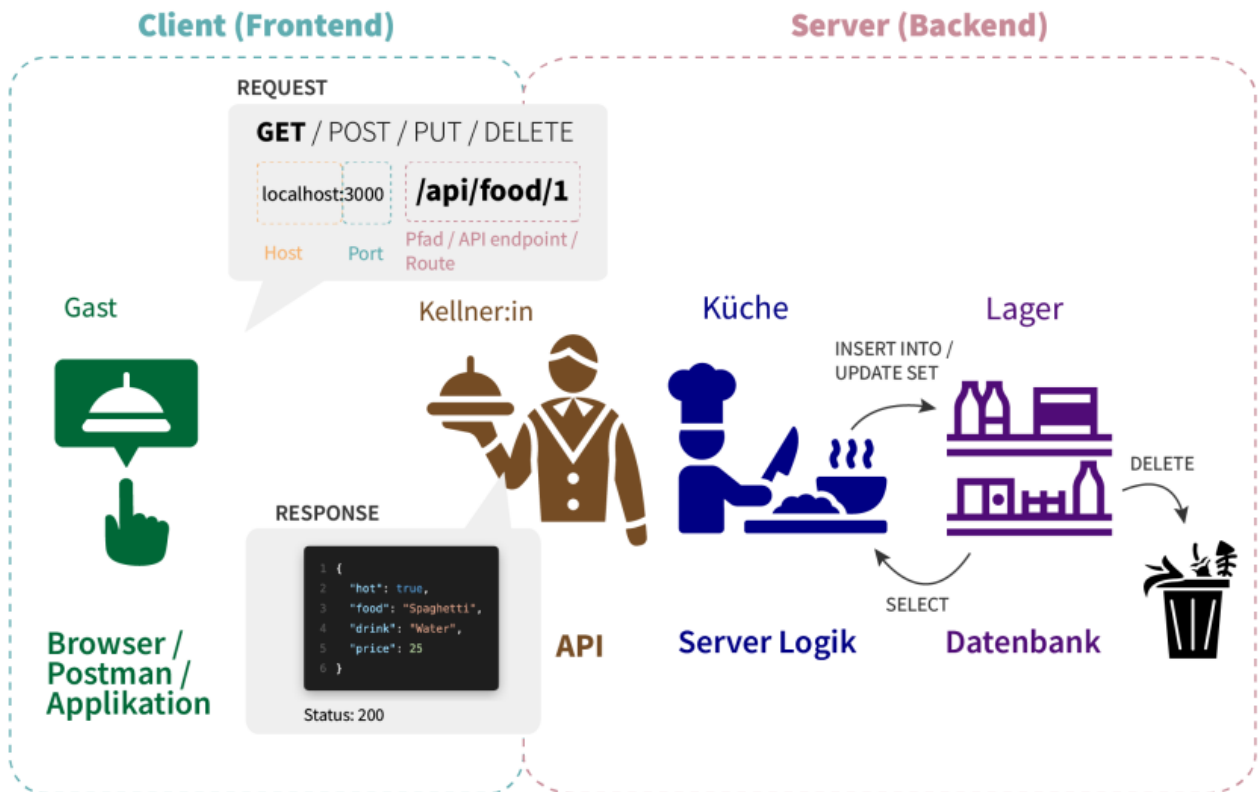 Client (Frontend)
Server (Backend)
REQUEST
GET / POST / PUT / DELETE
localhost:3000
/api/food/1
Host
Port
Pfad / API endpoint /
Route
Gast
Kellner:in
Küche
Lager
INSERT INTO /
UPDATE SET
DELETE
SELECT
RESPONSE
1 {
2 "hot": true,
3 "food": "Spaghetti",
4 "drink": "Water",
5 "price": 25
6 }
Status: 200
Browser /
Postman /
Applikation
API
Server Logik
Datenbank